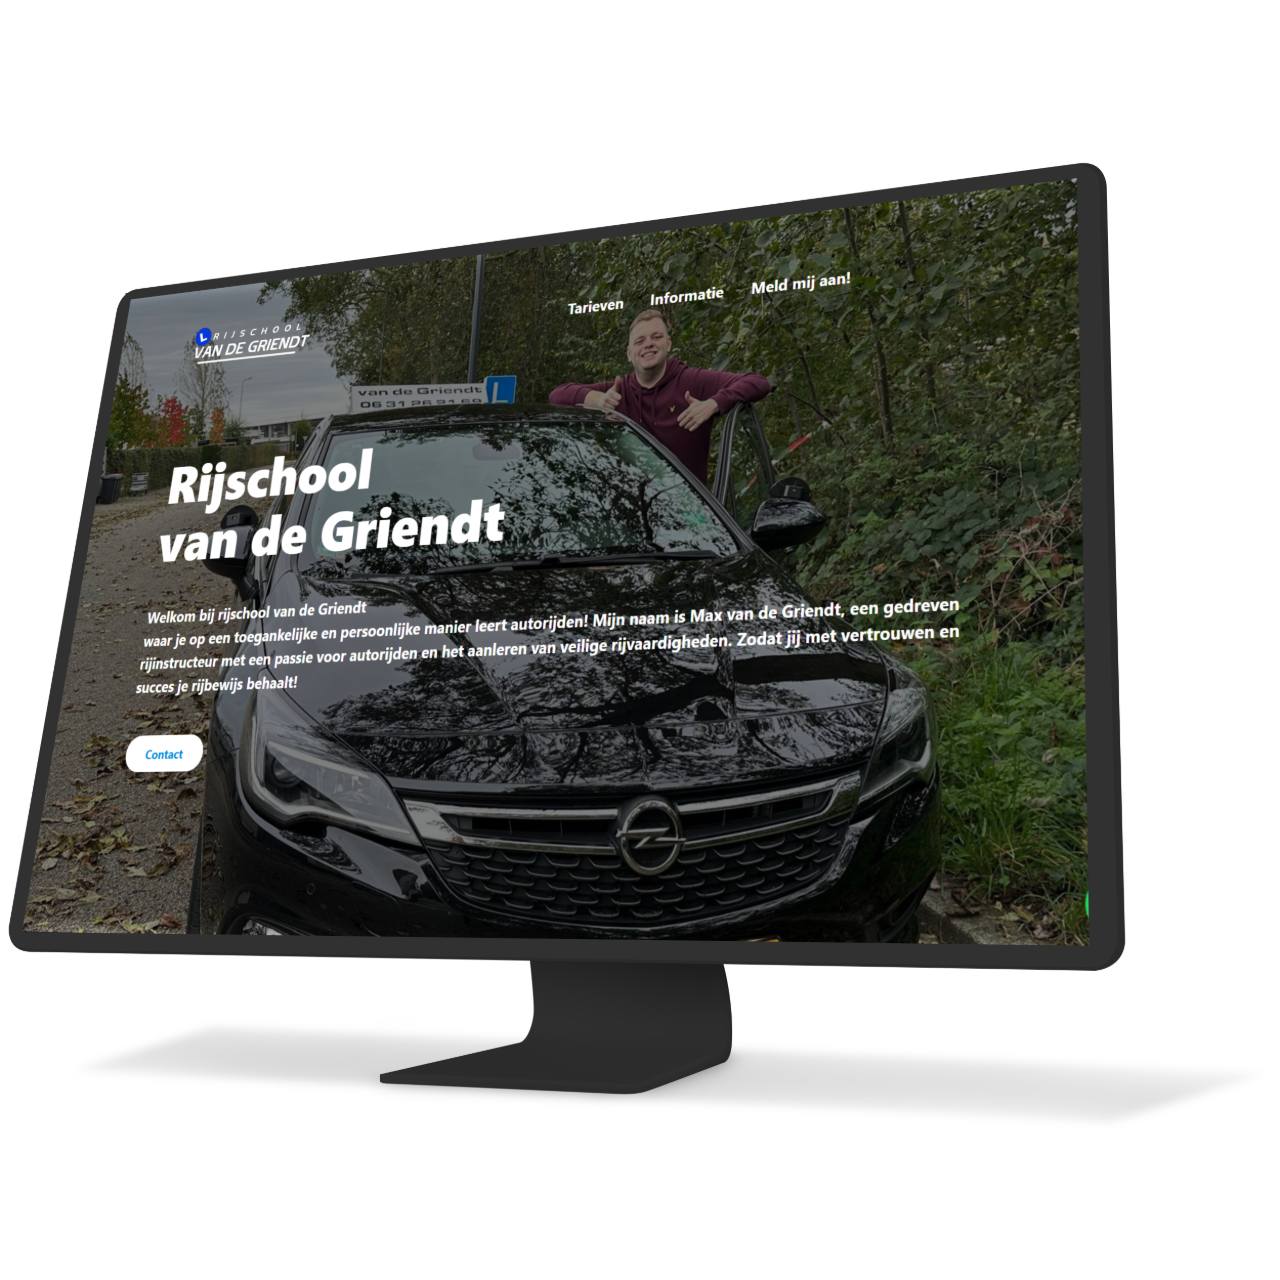 Tarieven Informatie Meld mij aan!
L RIJSCHOOL
VAN DE GRIENDT
van de Griendt L
06 31 26 21 69
Rijschool
van de Griendt
Welkom bij rijschool van de Griendt
waar je op een toegankelijke en persoonlijke manier leert autorijden! Mijn naam is Max van de Griendt, een gedreven
rijinstructeur met een passie voor autorijden en het aanleren van veilige rijvaardigheden. Zodat jij met vertrouwen en
succes je rijbewijs behaalt!
Contact